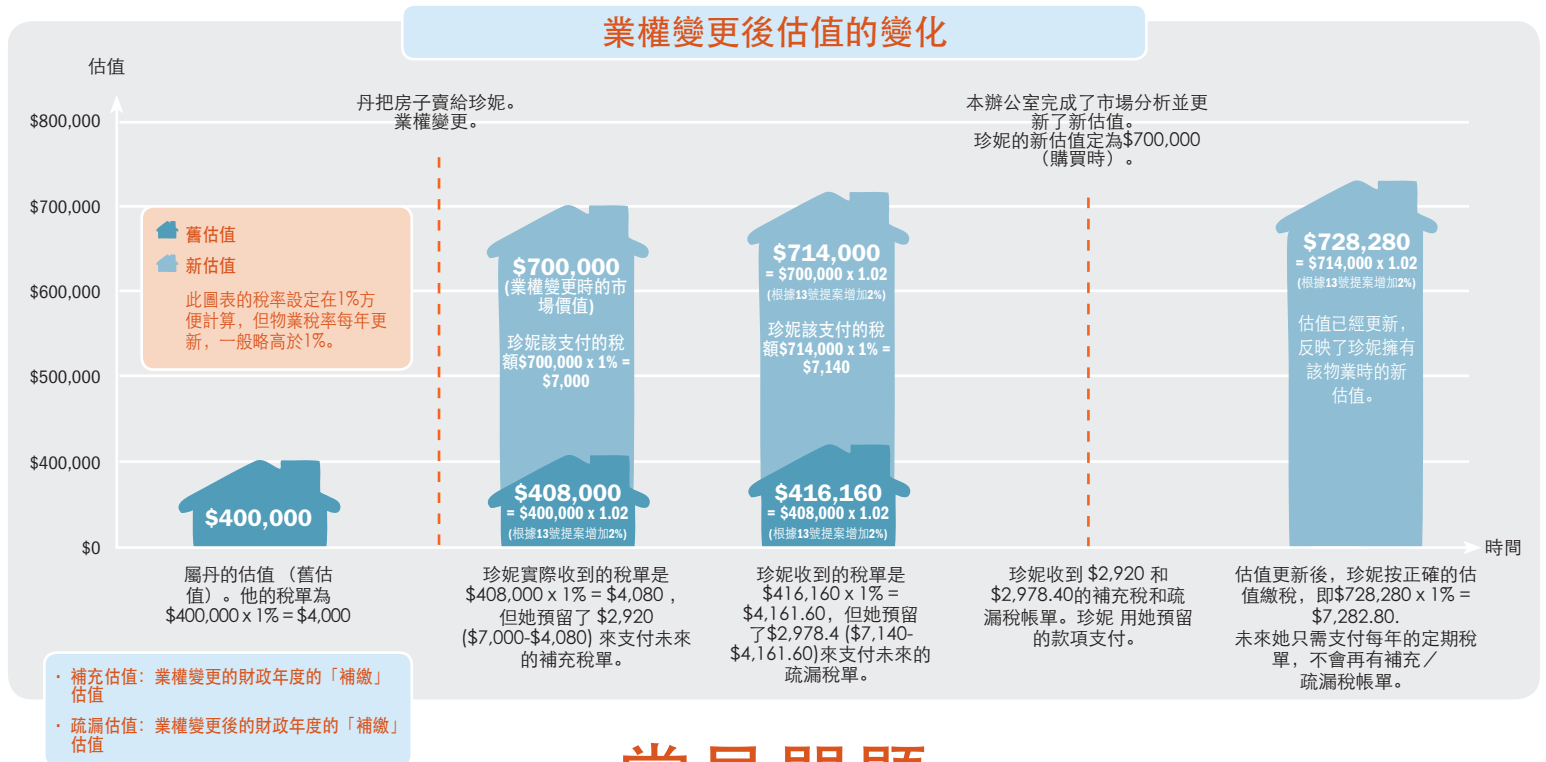 業權變更後估值的變化
估值
$800,000
$700,000
$600,000
$500,000
$400,000
$0
時間
丹把房子賣給珍妮。
業權變更。
本辦公室完成了市場分析並更
新了新估值。
珍妮的新估值定為$700,000
（購買時）。
舊估值
新估值
此圖表的稅率設定在1%方
便計算，但物業稅率每年更
新，一般略高於1%。
$400,000
$700,000
(業權變更時的市
場價值)
珍妮該支付的稅
額$700,000 x 1% =
$7,000
$408,000
= $400,000 x 1.02
(根據13號提案增加2%)
$714,000
= $700,000 x 1.02
(根據13號提案增加2%)
珍妮該支付的稅
額$714,000 x 1% =
$7,140
$416,160
= $408,000 x 1.02
(根據13號提案增加2%)
$728,280
= $714,000 x 1.02
(根據13號提案增加2%)
估值已經更新，
反映了珍妮擁有
該物業時的新
估值。
屬丹的估值 （舊估
值）。他的稅單為
$400,000 x 1% = $4,000
珍妮實際收到的稅單是
$408,000 x 1% = $4,080 ，
但她預留了 $2,920
($7,000-$4,080) 來支付未來
的補充稅單。
珍妮收到的稅單是
$416,160 x 1% =
$4,161.60，但她預留
了$2,978.4 ($7,140-
$4,161.60)來支付未來的
疏漏稅單。
珍妮收到 $2,920 和
$2,978.40的補充稅和疏
漏稅帳單。珍妮 用她預留
的款項支付。
估值更新後，珍妮按正確的估
值繳稅，即$728,280 x 1% =
$7,282.80.
未來她只需支付每年的定期稅
單，不會再有補充／
疏漏稅帳單。
· 補充估值：業權變更的財政年度的「補繳」
估值
· 疏漏估值：業權變更後的財政年度的「補繳」
估值